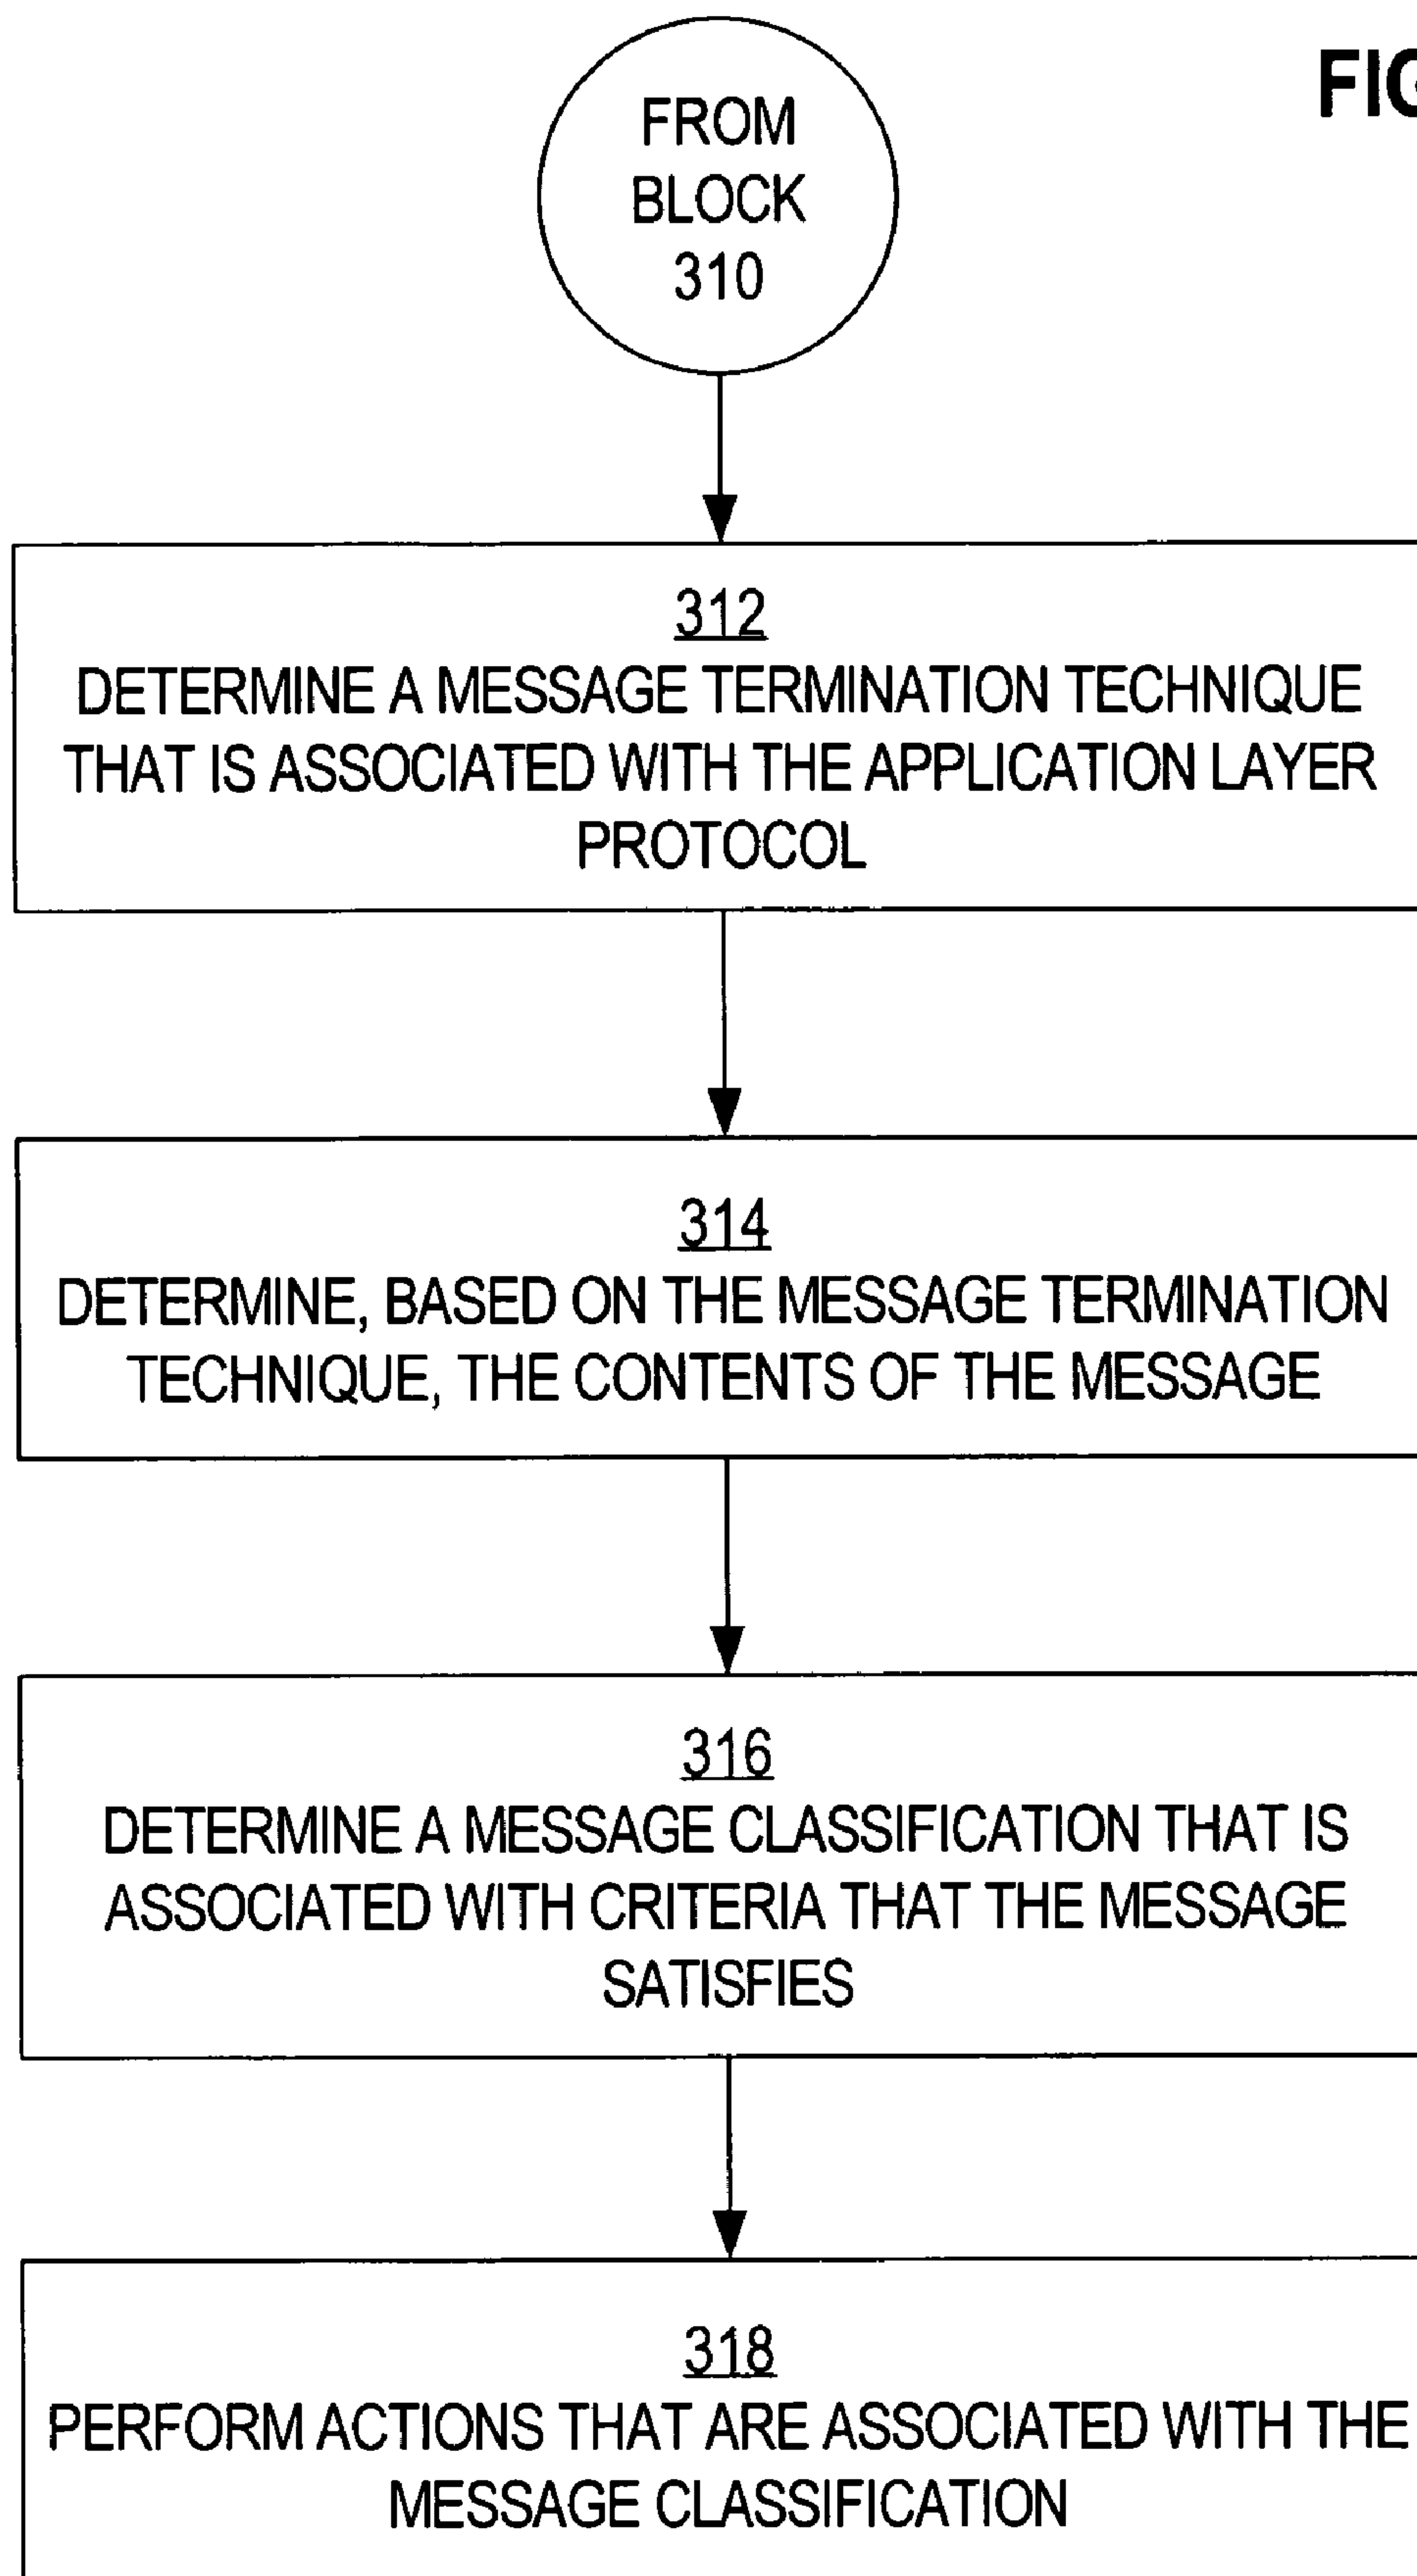 FIG
FROM
BLOCK
310
312
DETERMINE A MESSAGE TERMINATION TECHNIQUE
THAT IS ASSOCIATED WITH THE APPLICATION LAYER
PROTOCOL
314
DETERMINE, BASED ON THE MESSAGE TERMINATION
TECHNIQUE, THE CONTENTS OF THE MESSAGE
316
DETERMINE A MESSAGE CLASSIFICATION THAT IS
ASSOCIATED WITH CRITERIA THAT THE MESSAGE
SATISFIES
318
PERFORM ACTIONS THAT ARE ASSOCIATED WITH THE
MESSAGE CLASSIFICATION